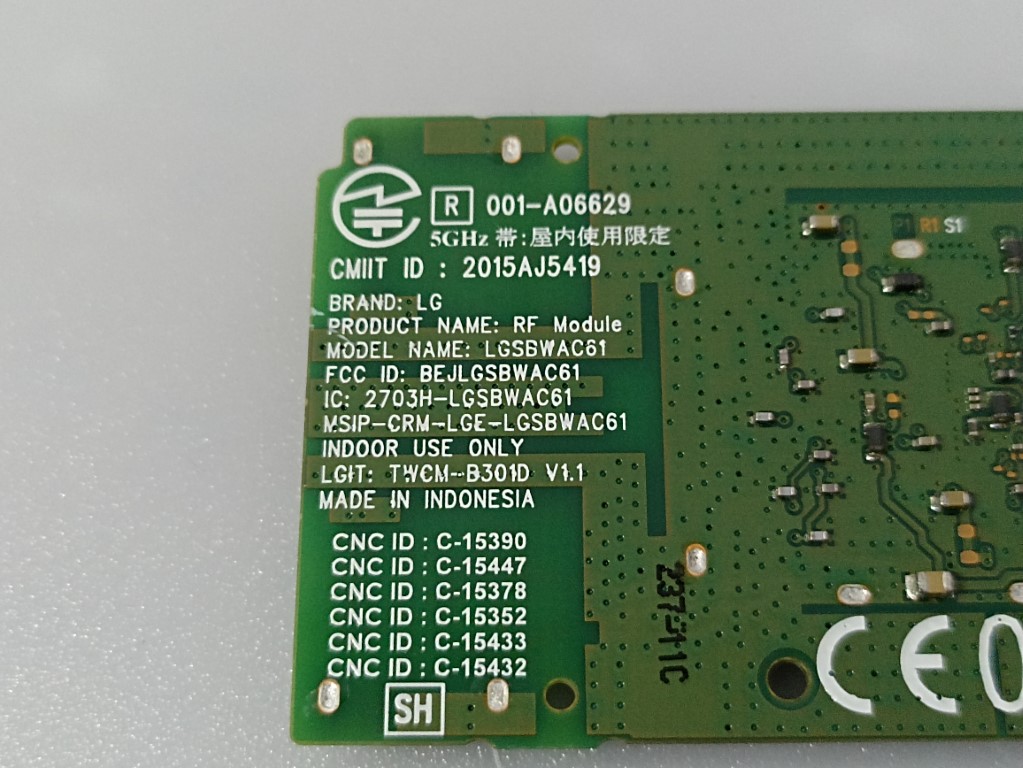 R 001-A06629
5GHz 帯:屋内使用限定
CMIIT ID : 2015AJ5419
BRAND: LG
PRODUCT NAME: RF Module
MODEL NAME: LGSBWAC61
FCC ID: BEJLGSBWAC61
IC: 2703H-LGSBWAC61
MSIP-CRM-LGE-LGSBWAC61
INDOOR USE ONLY
LGIT: TWCM-B301D V1.1
MADE IN INDONESIA
CNC ID : C-15390
CNC ID : C-15447
CNC ID : C-15378
CNC ID : C-15352
CNC ID : C-15433
CNC ID : C-15432
SH
P1 R1 S1
CE0